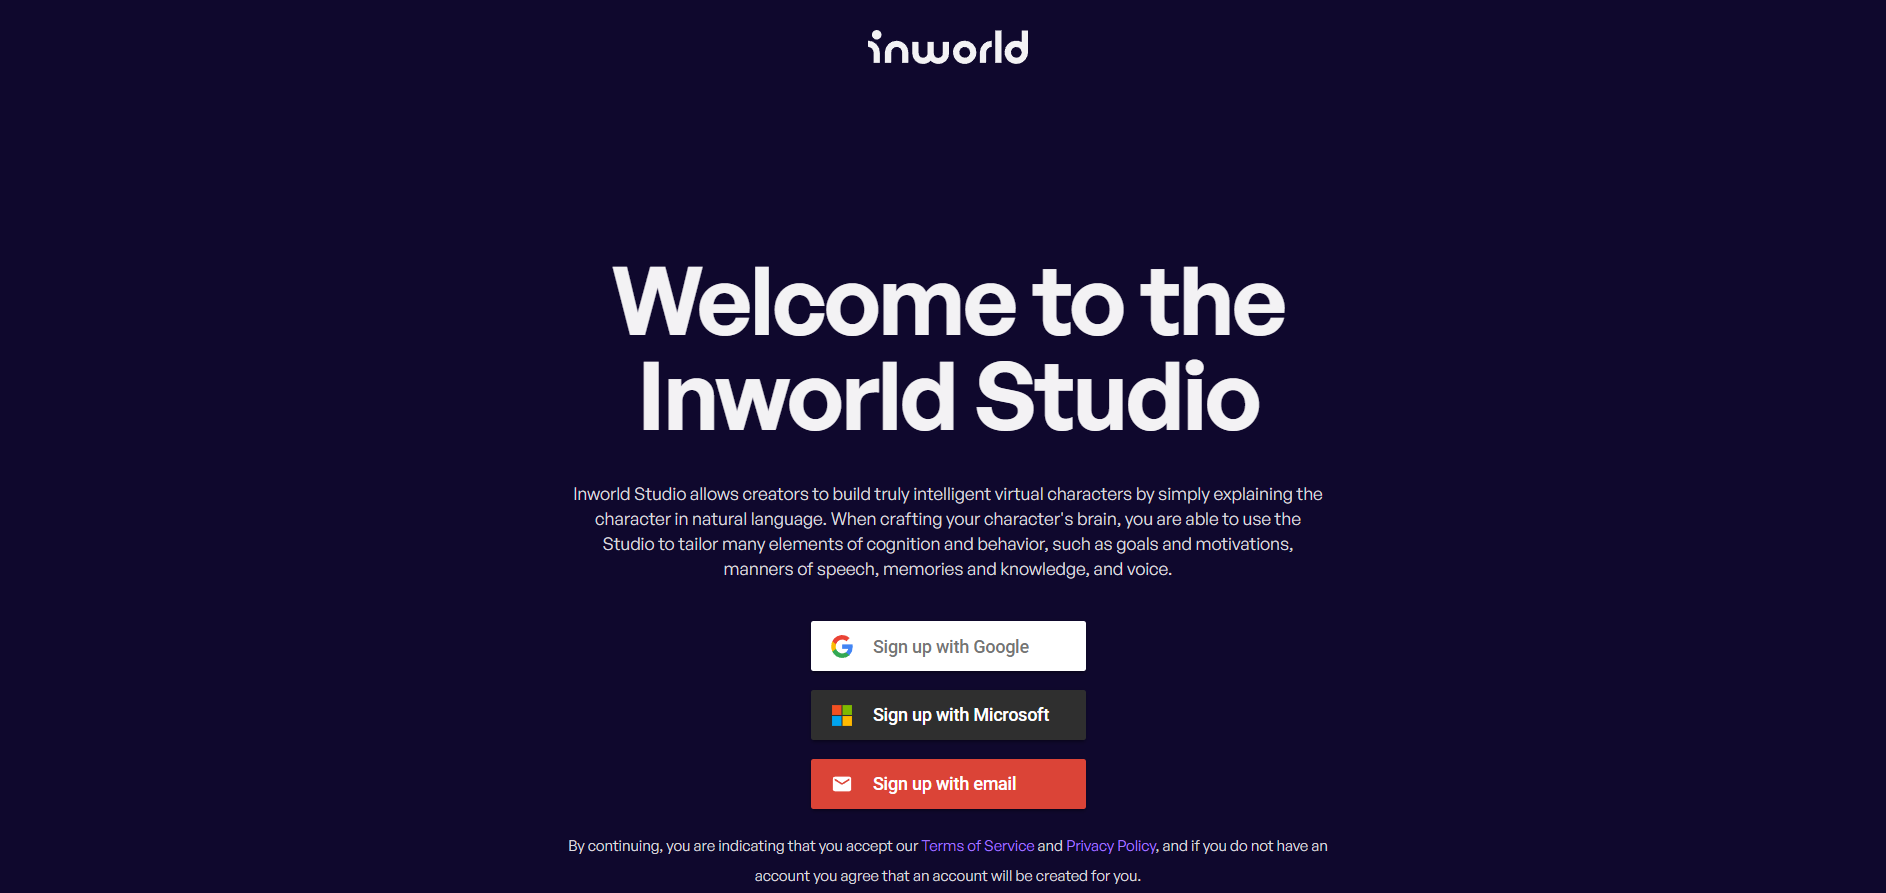 inworld
Welcome to the
Inworld Studio
Inworld Studio allows creators to build truly intelligent virtual characters by simply explaining the
character in natural language. When crafting your character's brain, you are able to use the
Studio to tailor many elements of cognition and behavior, such as goals and motivations,
manners of speech, memories and knowledge, and voice.
Sign up with Google
Sign up with Microsoft
Sign up with email
By continuing, you are indicating that you accept our Terms of Service and Privacy Policy, and if you do not have an
account you agree that an account will be created for you.